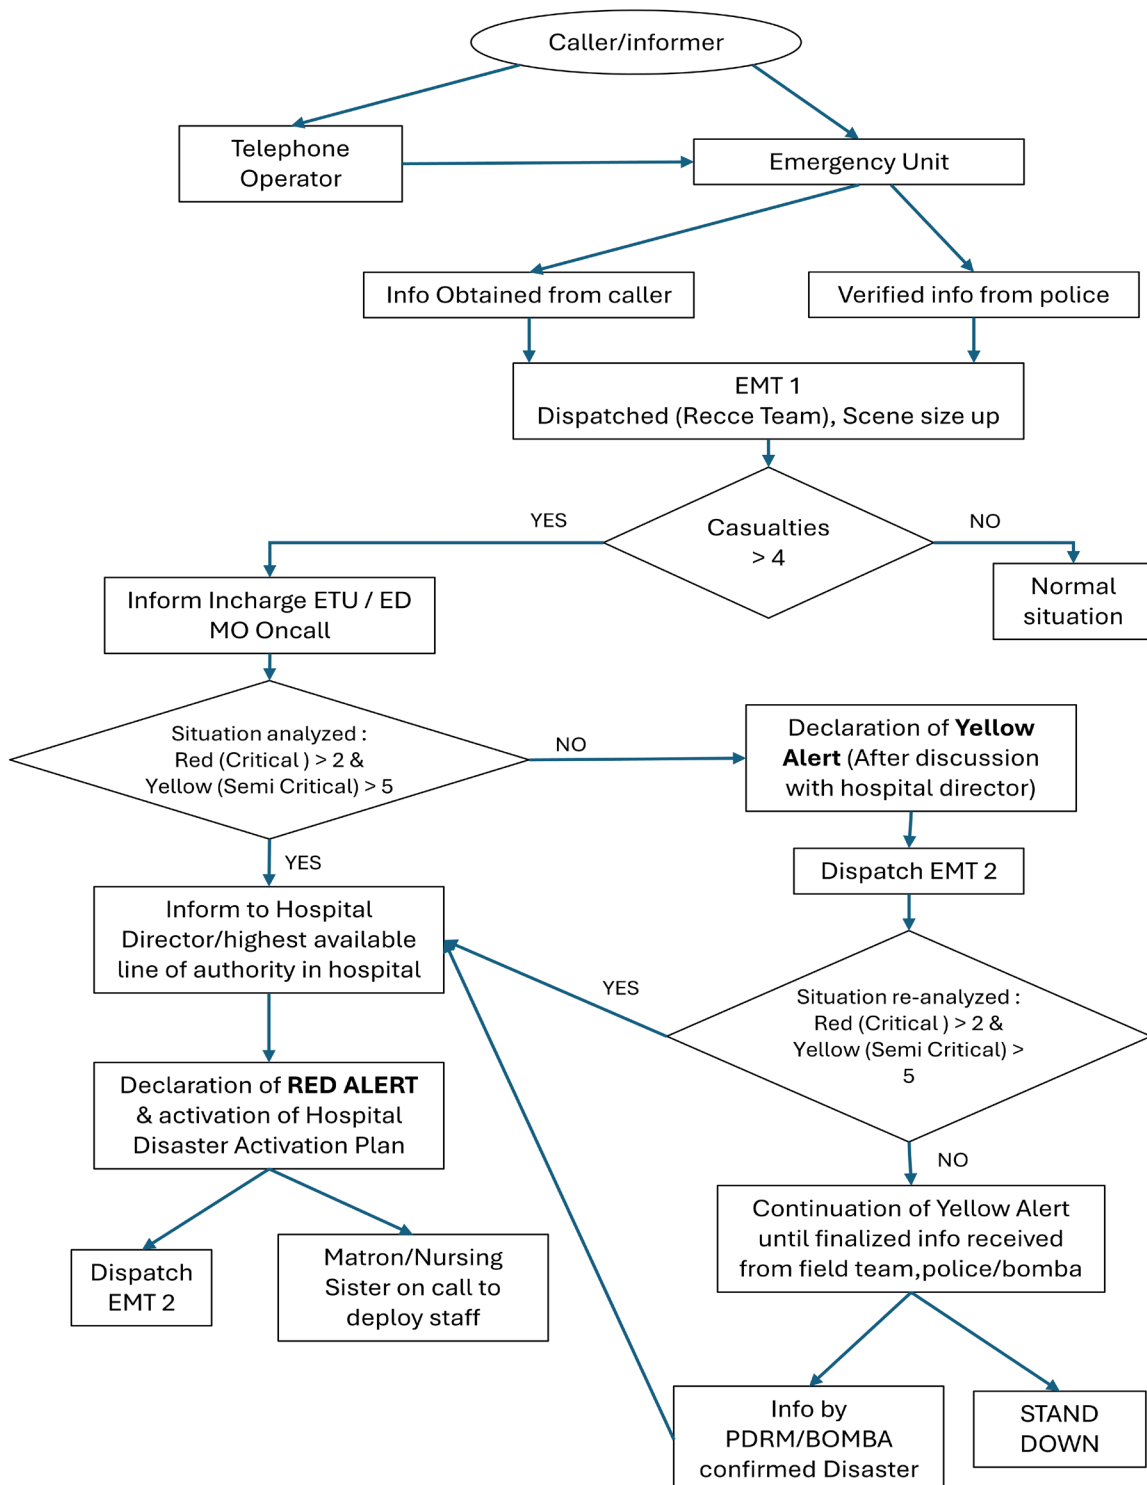 Caller/informer
Telephone
Operator
Emergency Unit
Info Obtained from caller
Verified info from police
EMT 1
Dispatched (Recce Team), Scene size up
YES
Casualties
> 4
NO
Inform Incharge ETU / ED
MO Oncall
Normal
situation
Situation analyzed :
Red (Critical ) > 2 &
Yellow (Semi Critical) > 5
NO
Declaration of Yellow
Alert (After discussion
with hospital director)
YES
Dispatch EMT 2
Inform to Hospital
Director/highest available
line of authority in hospital
YES
Situation re-analyzed :
Red (Critical ) > 2 &
Yellow (Semi Critical) >
5
Declaration of RED ALERT
& activation of Hospital
Disaster Activation Plan
NO
Continuation of Yellow Alert
until finalized info received
from field team,police/bomba
Dispatch
EMT 2
Matron/Nursing
Sister on call to
deploy staff
Info by
PDRM/BOMBA
confirmed Disaster
STAND
DOWN